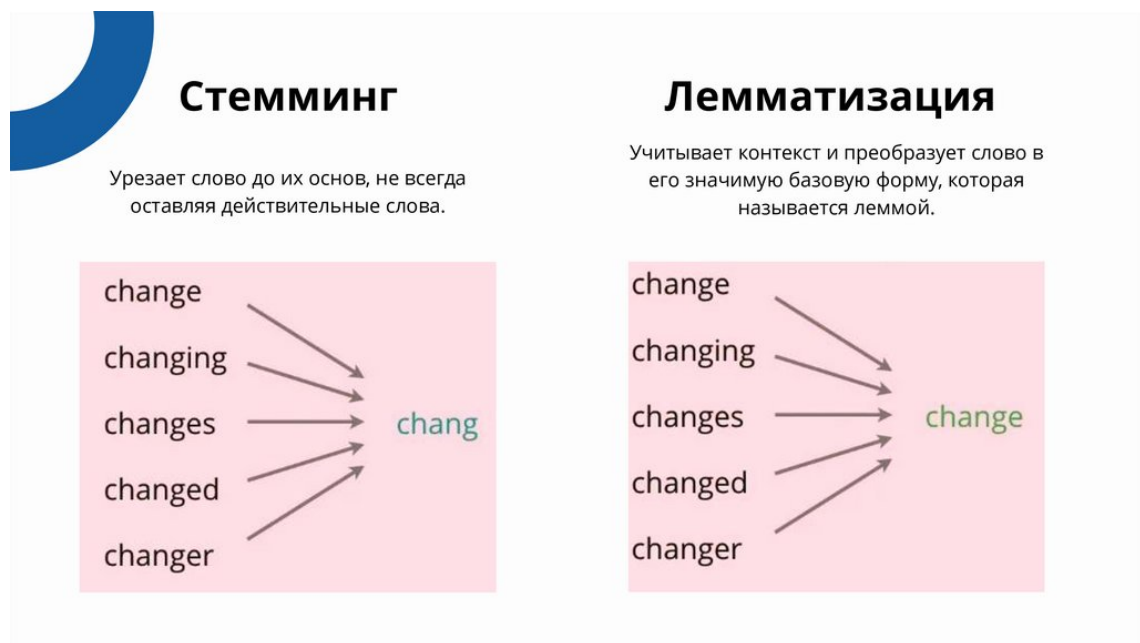 Стемминг
Урезает слово до их основ, не всегда
оставляя действительные слова.
change
changing
changes
changed
changer
chang
Лемматизация
Учитывает контекст и преобразует слово в
его значимую базовую форму, которая
называется леммой.
change
changing
changes
changed
changer
change